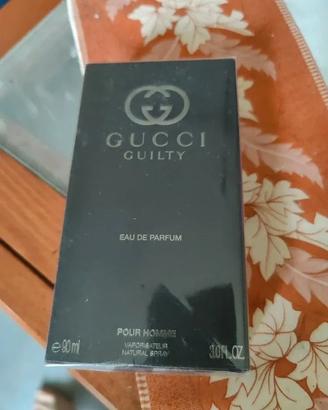 GUCCI
GUILTY
EAU DE PARFUM
POUR HOMME
VAPORISATEUR
NATURAL SPRAY
℮ 90 ml 3.0 FL.OZ.